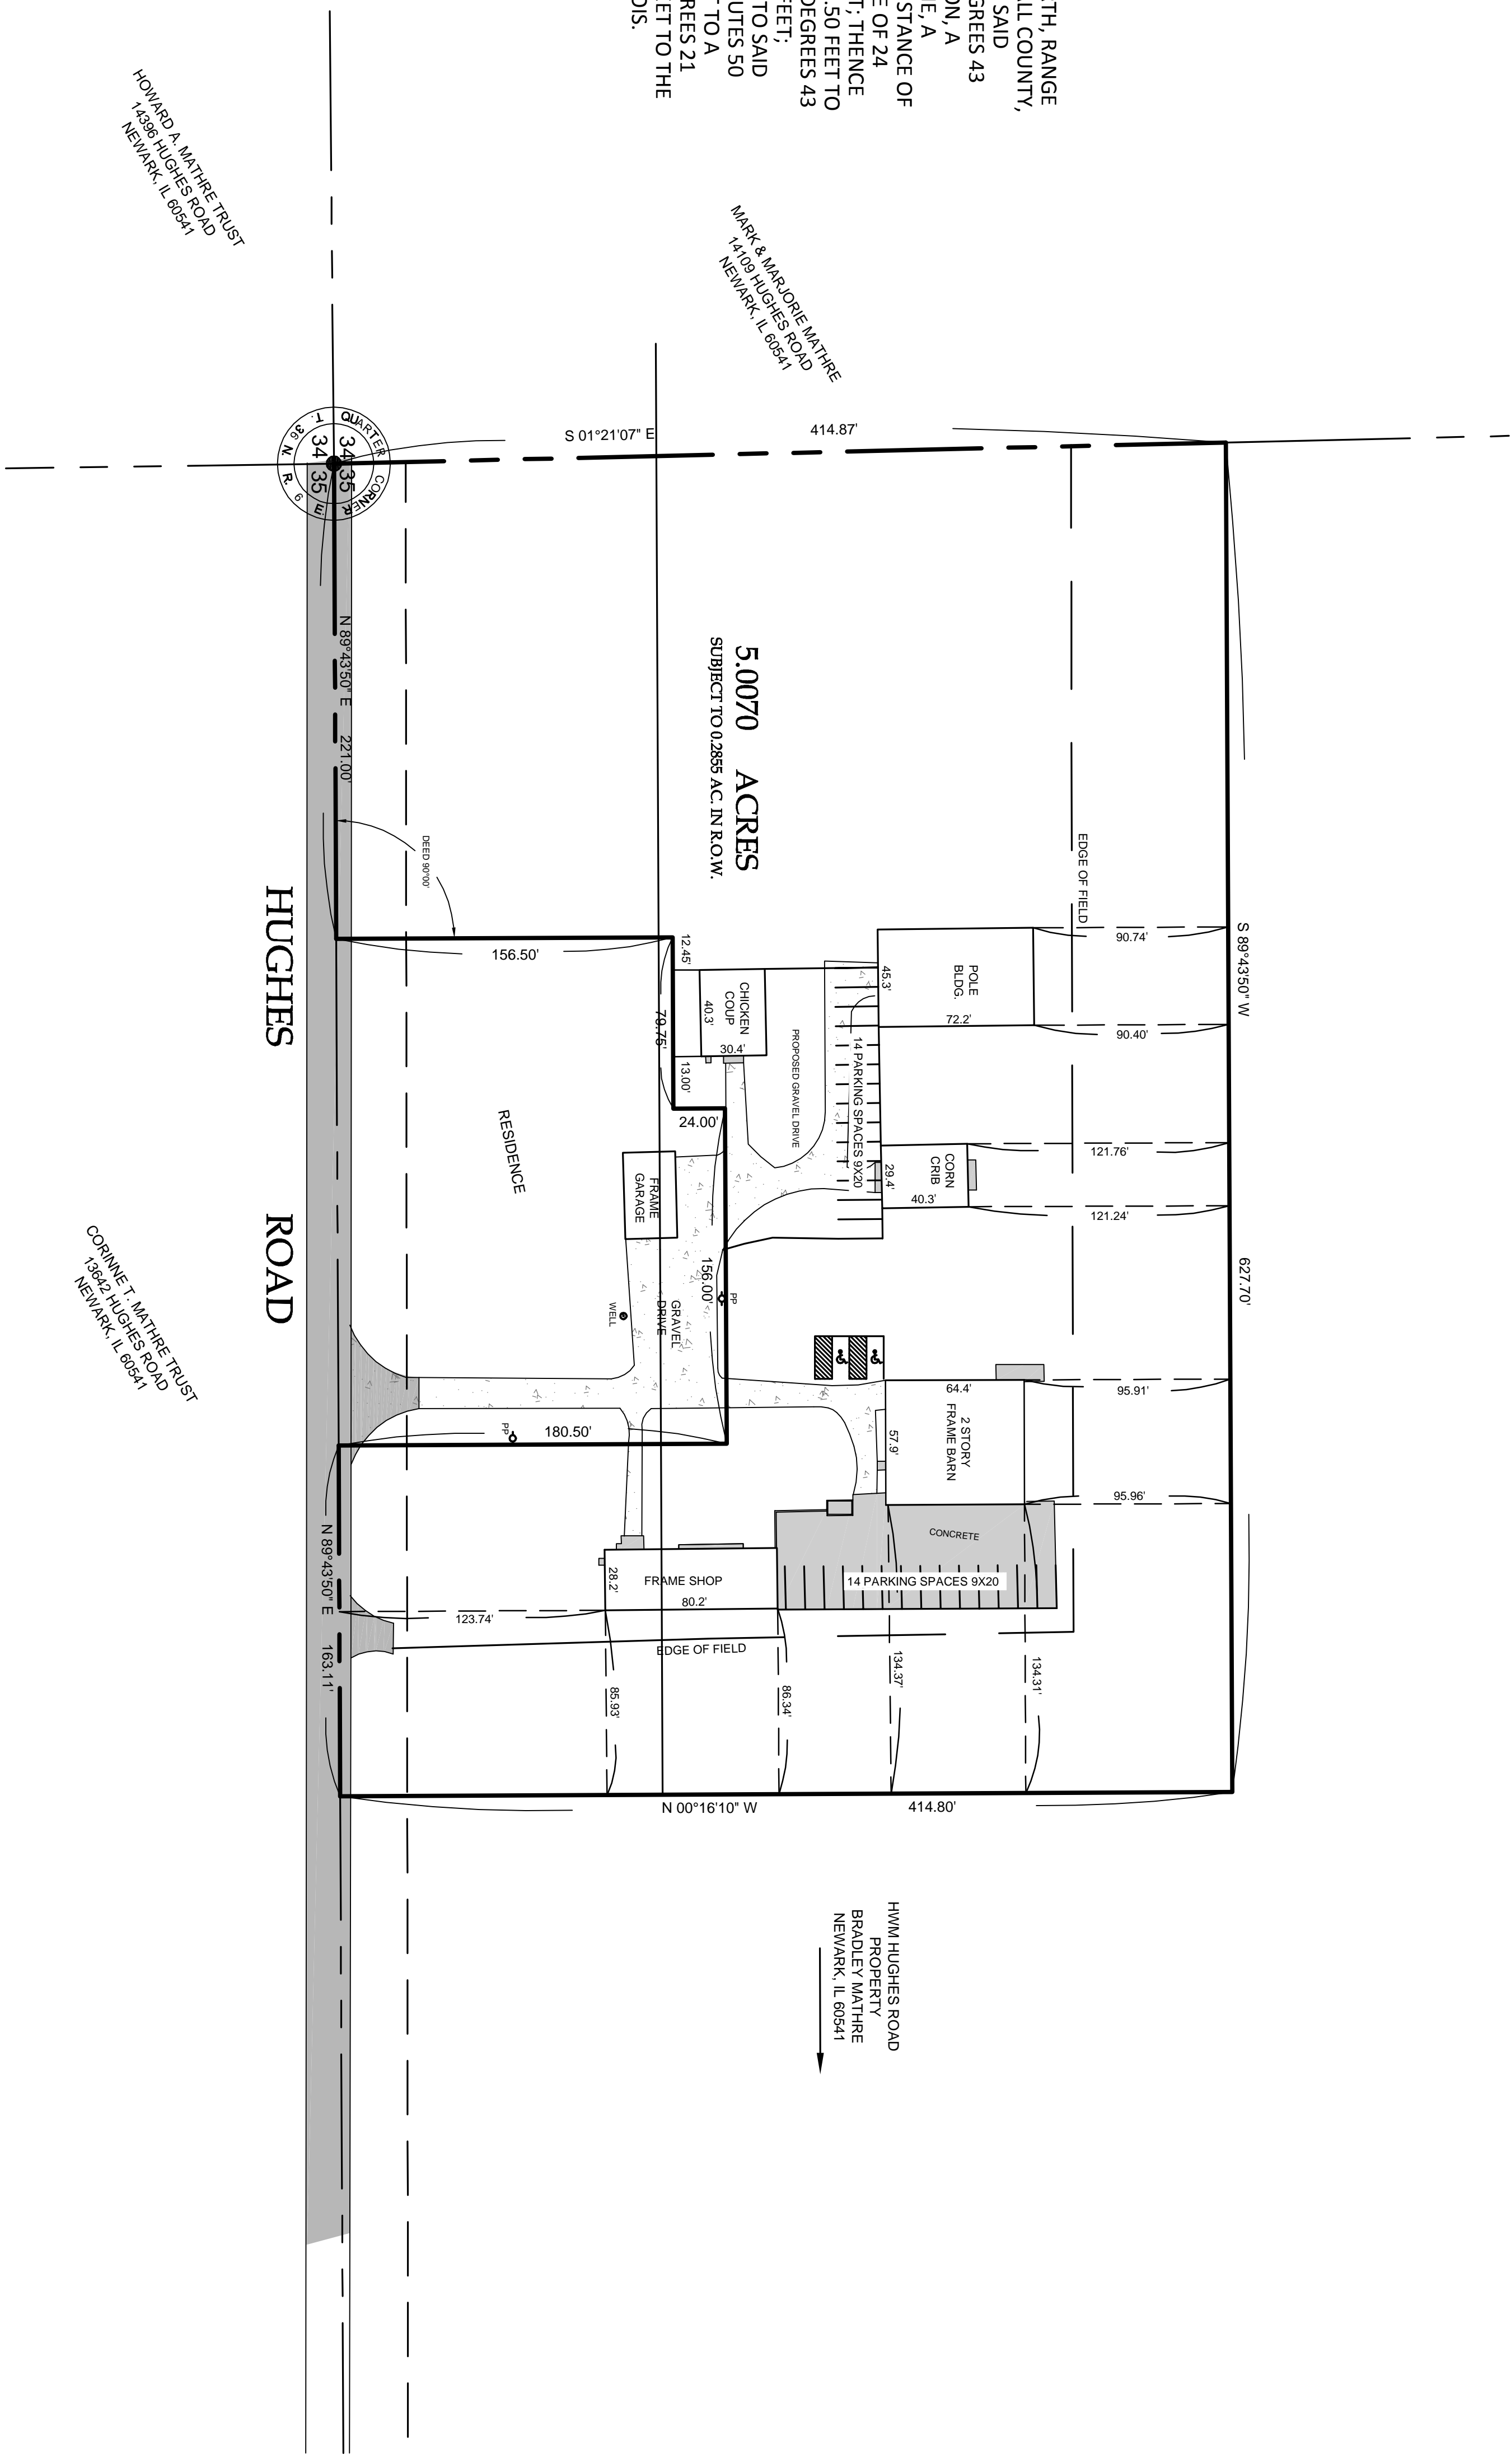 TH, RANGE
ALL COUNTY,
SAID
GREES 43
ON, A
NE, A
STANCE OF
E OF 24
T; THENCE
.50 FEET TO
DEGREES 43
FEET;
TO SAID
UTES 50
T TO A
REES 21
EET TO THE
OIS.
HOWARD A. MATHRE TRUST
14396 HUGHES ROAD
NEWARK, IL 60541
MARK & MARJORIE MATHRE
14109 HUGHES ROAD
NEWARK, IL 60541
S 01°21'07" E 414.87'
QUARTER CORNER
T. 36 N. R. 6 E.
34 35
34 35
N 89°43'50" E 221.00'
DEED 90°00'
5.0070 ACRES
SUBJECT TO 0.2855 AC. IN R.O.W.
EDGE OF FIELD
S 89°43'50" W 627.70'
90.74'
90.40'
POLE
BLDG.
72.2'
45.3'
156.50'
12.45'
CHICKEN
COUP
40.3'
30.4'
79.75'
13.00'
24.00'
PROPOSED GRAVEL DRIVE
14 PARKING SPACES 9X20
CORN
CRIB
29.4'
40.3'
121.76'
121.24'
HUGHES ROAD
RESIDENCE
FRAME
GARAGE
156.00'
PP
GRAVEL
DRIVE
WELL
PP
180.50'
64.4'
2 STORY
FRAME BARN
57.9'
95.91'
95.96'
CONCRETE
14 PARKING SPACES 9X20
FRAME SHOP
28.2'
80.2'
123.74'
EDGE OF FIELD
N 89°43'50" E 163.11'
85.93'
86.34'
134.37'
134.31'
N 00°16'10" W 414.80'
CORINNE T. MATHRE TRUST
13642 HUGHES ROAD
NEWARK, IL 60541
HWM HUGHES ROAD
PROPERTY
BRADLEY MATHRE
NEWARK, IL 60541